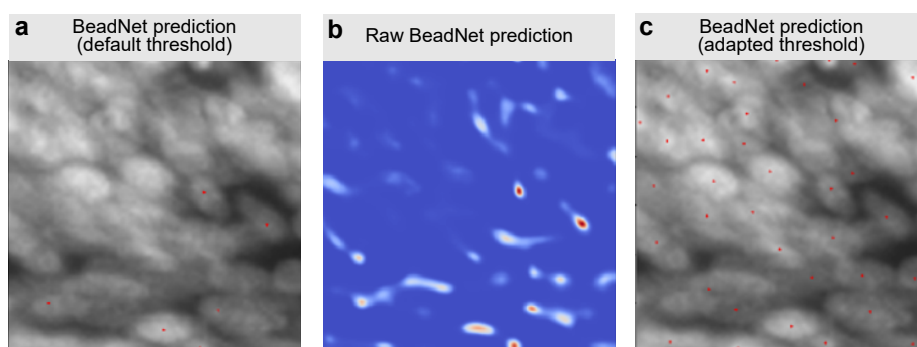 a
BeadNet prediction
(default threshold)
b
Raw BeadNet prediction
c
BeadNet prediction
(adapted threshold)